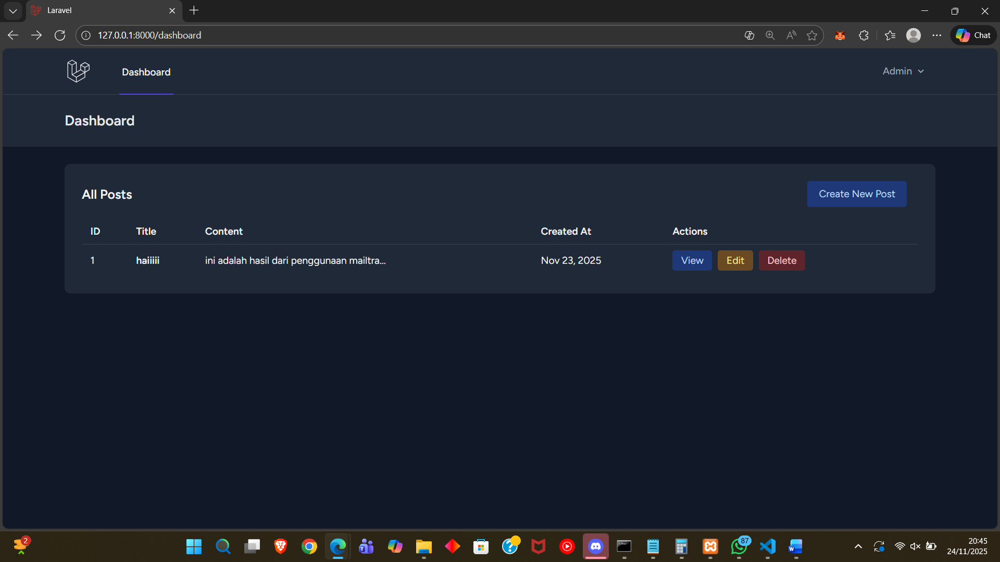 Laravel
127.0.0.1:8000/dashboard
Chat
Dashboard
Admin
Dashboard
All Posts
Create New Post
ID Title Content Created At Actions
1 haiiiii ini adalah hasil dari penggunaan mailtra... Nov 23, 2025 View Edit Delete
2
87
20:45
24/11/2025